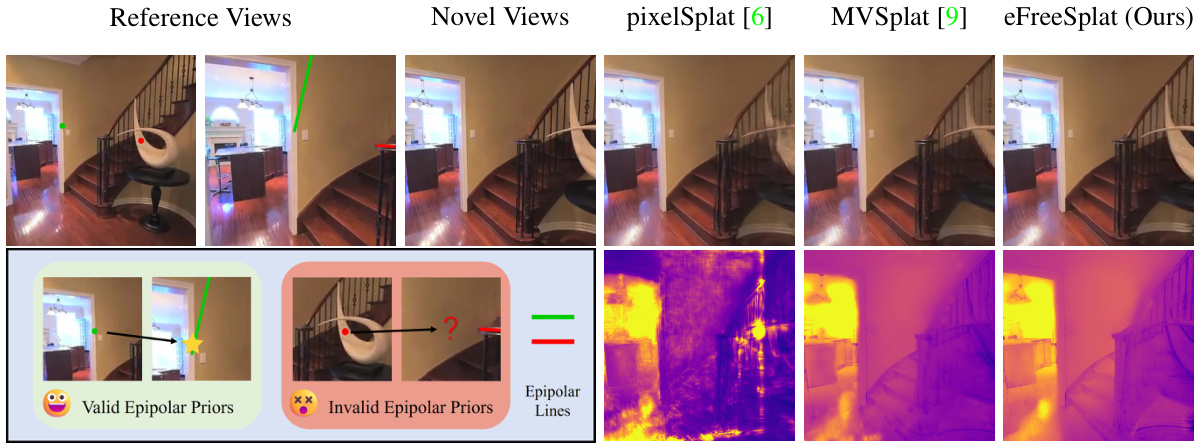 Reference Views
Novel Views
pixelSplat [6]
MVSplat [9]
eFreeSplat (Ours)
?
Valid Epipolar Priors
Invalid Epipolar Priors
Epipolar
Lines